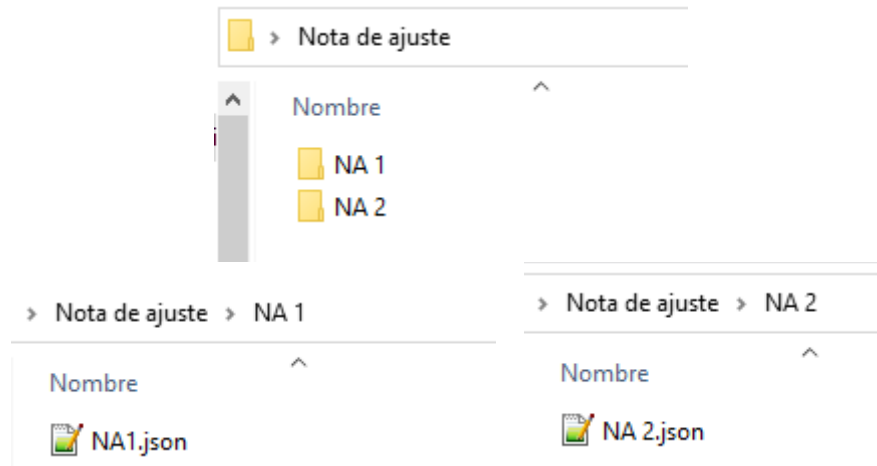 > Nota de ajuste
Nombre
NA 1
NA 2
> Nota de ajuste > NA 1
Nombre
NA1.json
> Nota de ajuste > NA 2
Nombre
NA 2.json